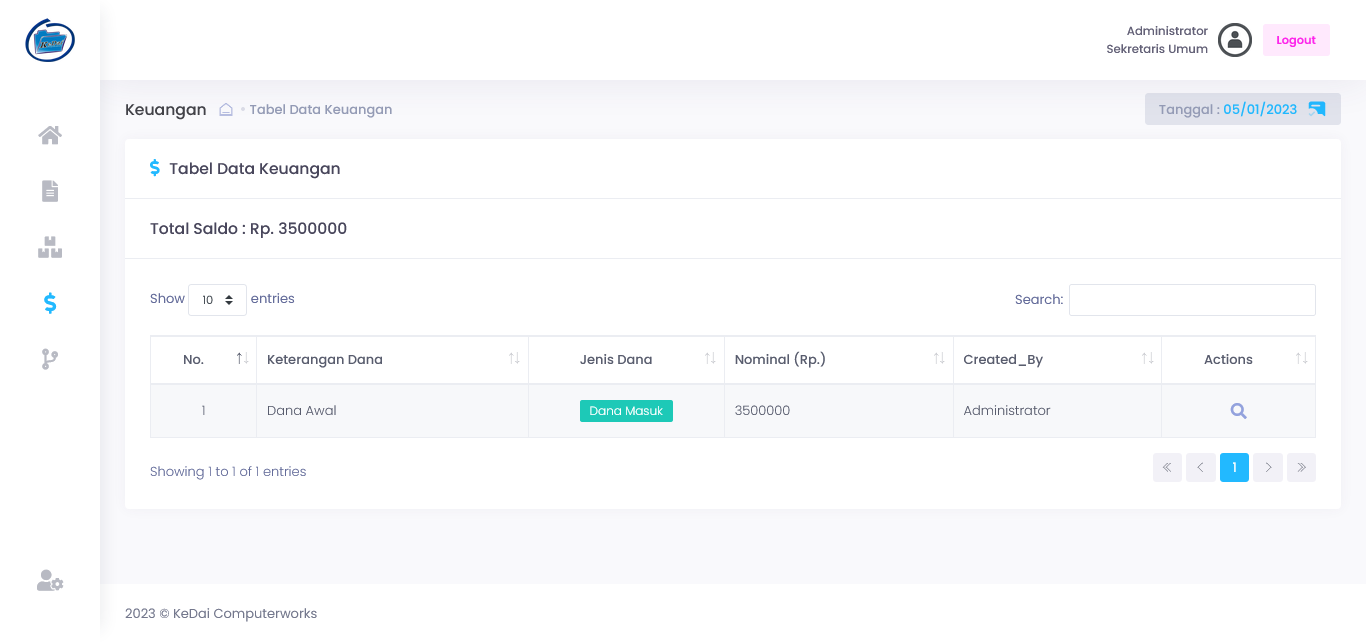 Administrator
Sekretaris Umum
Logout
Keuangan Tabel Data Keuangan
Tanggal : 05/01/2023
Tabel Data Keuangan
Total Saldo : Rp. 3500000
Show 10 entries
Search:
No. Keterangan Dana Jenis Dana Nominal (Rp.) Created_By Actions
1 Dana Awal Dana Masuk 3500000 Administrator
Showing 1 to 1 of 1 entries
1
2023 © KeDai Computerworks